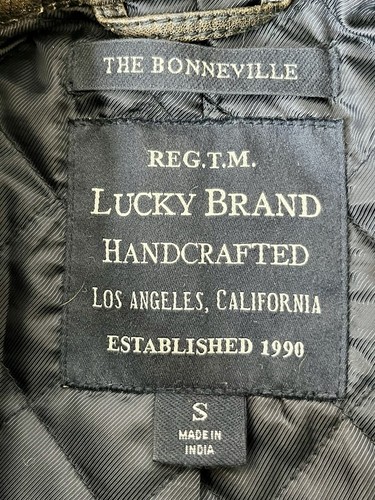 THE BONNEVILLE
REG.T.M.
LUCKY BRAND
HANDCRAFTED
LOS ANGELES, CALIFORNIA
ESTABLISHED 1990
S
MADE IN
INDIA